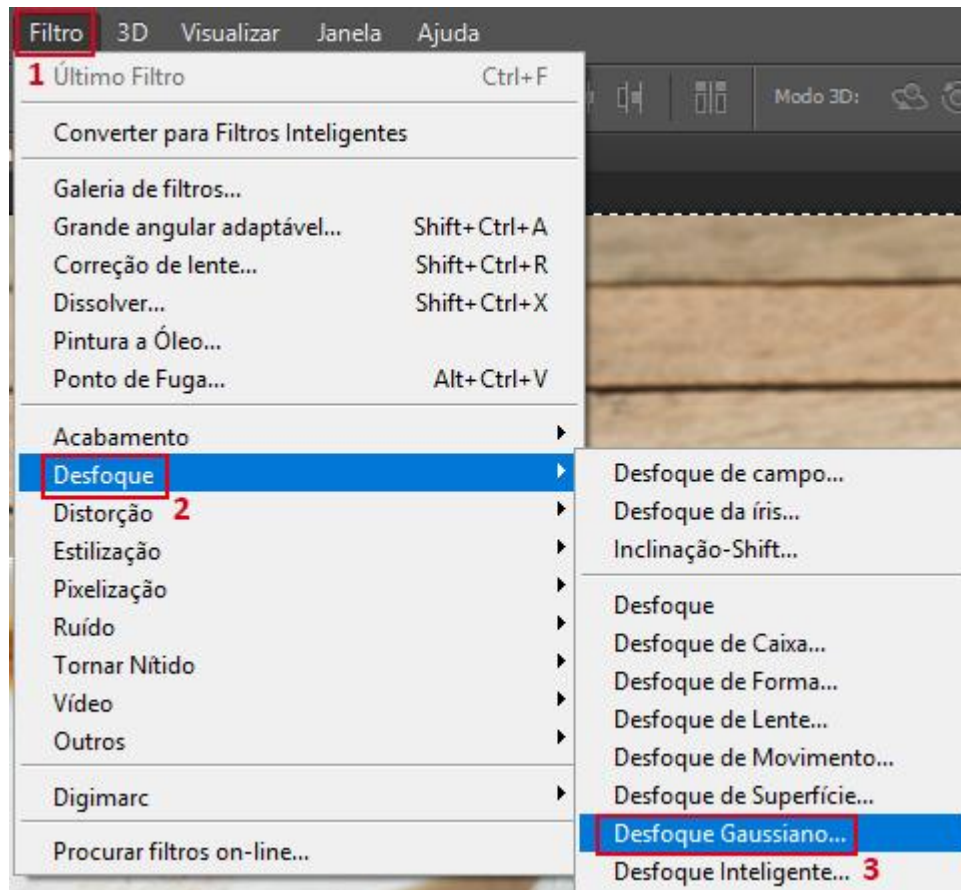 Filtro 3D Visualizar Janela Ajuda
1 Último Filtro Ctrl+F
Modo 3D:
Converter para Filtros Inteligentes
Galeria de filtros...
Grande angular adaptável... Shift+Ctrl+A
Correção de lente... Shift+Ctrl+R
Dissolver... Shift+Ctrl+X
Pintura a Óleo...
Ponto de Fuga... Alt+Ctrl+V
Acabamento
Desfoque
Distorção 2
Estilização
Pixelização
Ruído
Tornar Nítido
Vídeo
Outros
Digimarc
Procurar filtros on-line...
Desfoque de campo...
Desfoque da íris...
Inclinação-Shift...
Desfoque
Desfoque de Caixa...
Desfoque de Forma...
Desfoque de Lente...
Desfoque de Movimento...
Desfoque de Superfície...
Desfoque Gaussiano...
Desfoque Inteligente... 3